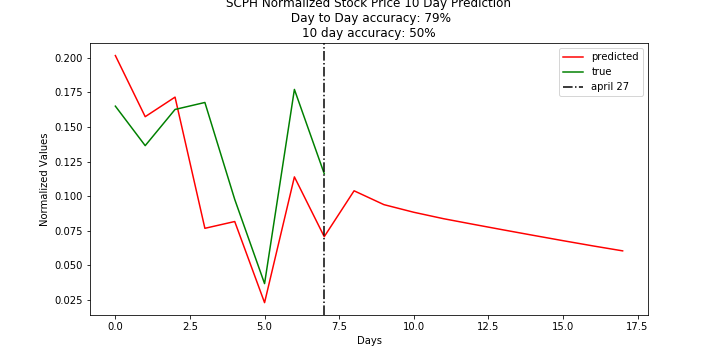 SCPH Normalized Stock Price 10 Day Prediction
Day to Day accuracy: 79%
10 day accuracy: 50%
predicted
true
april 27
Normalized Values
0.200
0.175
0.150
0.125
0.100
0.075
0.050
0.025
0.0
2.5
5.0
7.5
10.0
12.5
15.0
17.5
Days